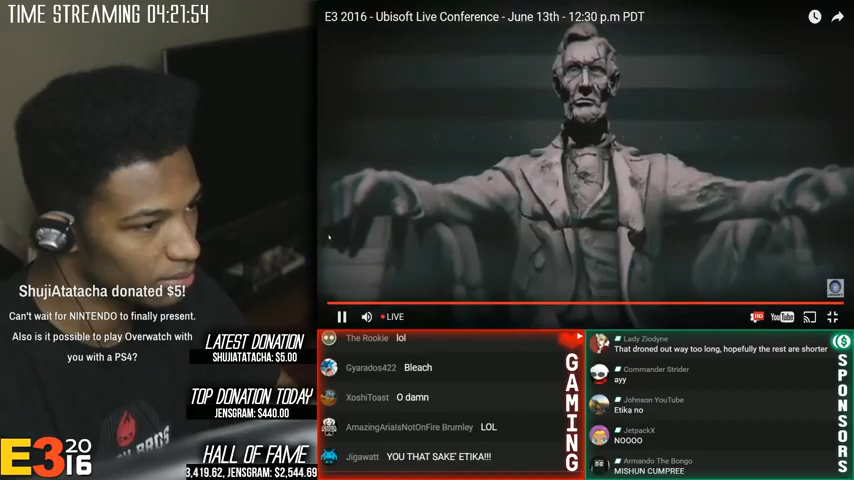 TIME STREAMING 04:21:54
E3 2016 - Ubisoft Live Conference - June 13th - 12:30 p.m PDT
ShujiAtatacha donated $5!
Can't wait for NINTENDO to finally present.
Also is it possible to play Overwatch with
you with a PS4?
LATEST DONATION
SHUJIATATACHA: $5.00
TOP DONATION TODAY
JENSGRAM: $440.00
HALL OF FAME
3,419.62, JENSGRAM: $2,544.69
E3 2016
LIVE
HD
YouTube
The Rookie lol
Gyarados422 Bleach
XoshiToast O damn
AmazingAriaIsNotOnFire Brumley LOL
Jigawatt YOU THAT SAKE' ETIKA!!!
GAMING
Lady Ziodyne
That droned out way too long, hopefully the rest are shorter
Commander Strider
ayy
Johnson YouTube
Etika no
JetpackX
NOOOO
Armando The Bongo
MISHUN CUMPREE
SPONSORS